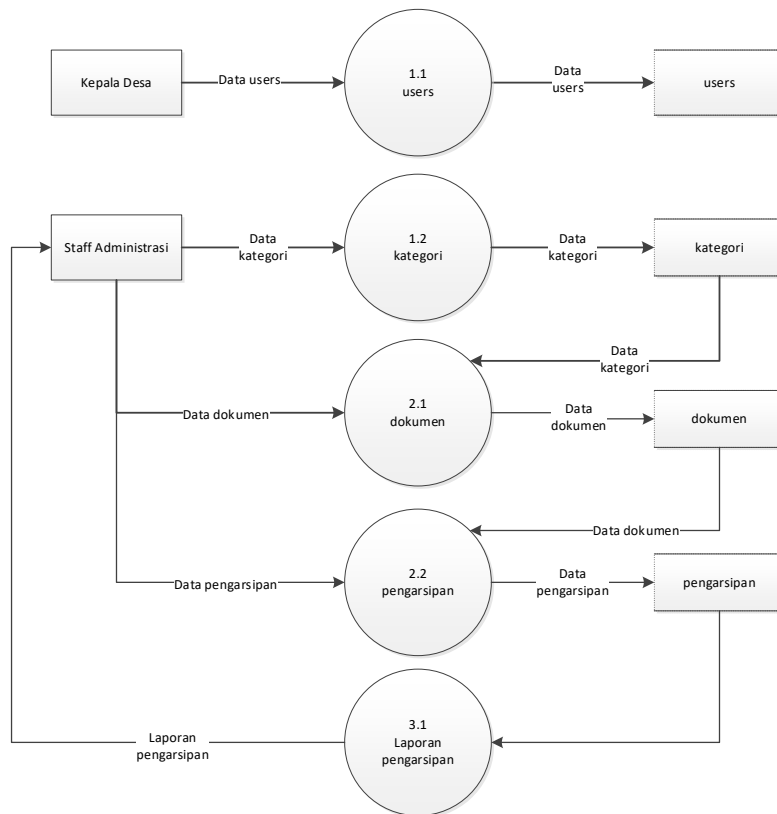 Kepala Desa
Data users
1.1
users
Data
users
users
Staff Administrasi
Data
kategori
1.2
kategori
Data
kategori
kategori
Data
kategori
Data dokumen
2.1
dokumen
Data
dokumen
dokumen
Data dokumen
Data pengarsipan
2.2
pengarsipan
Data
pengarsipan
pengarsipan
Laporan
pengarsipan
3.1
Laporan
pengarsipan